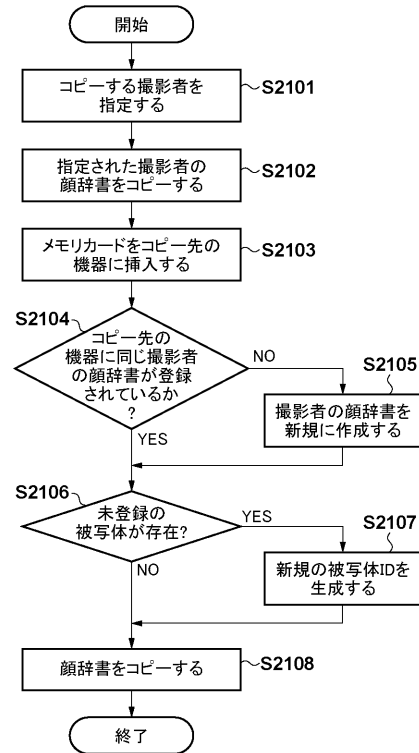 開始
コピーする撮影者を
指定する
S2101
指定された撮影者の
顔辞書をコピーする
S2102
メモリカードをコピー先の
機器に挿入する
S2103
S2104
コピー先の
機器に同じ撮影者
の顔辞書が登録
されているか
?
NO
YES
S2105
撮影者の顔辞書を
新規に作成する
S2106
未登録の
被写体が存在?
YES
NO
S2107
新規の被写体IDを
生成する
顔辞書をコピーする
S2108
終了